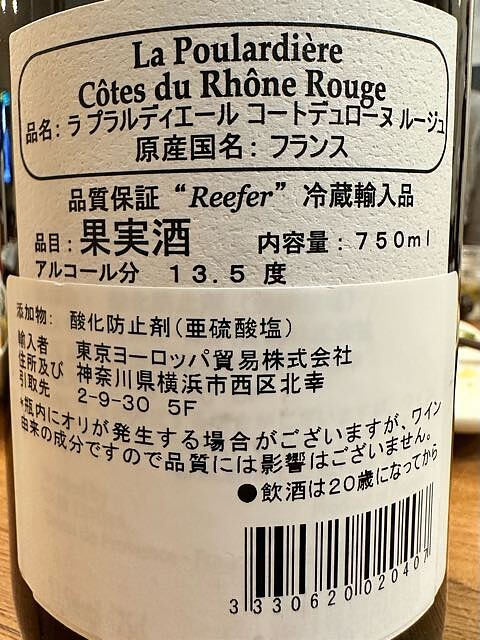 La Poulardière
Côtes du Rhône Rouge
品名: ラ プラルディエール コートデュローヌ ルージュ
原産国名: フランス
品質保証 “Reefer” 冷蔵輸入品
品目:果実酒 内容量:750ml
アルコール分 13.5 度
添加物: 酸化防止剤(亜硫酸塩)
輸入者 東京ヨーロッパ貿易株式会社
住所及び 神奈川県横浜市西区北幸
引取先 2-9-30 5F
*瓶内にオリが発生する場合がございますが、ワイン
由来の成分ですので品質には影響はございません。
●飲酒は20歳になってから
3330620020407